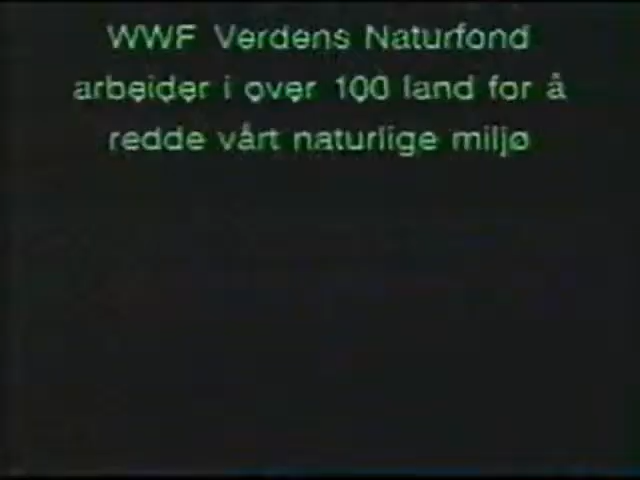 WWF Verdens Naturfond
arbeider i over 100 land for å
redde vårt naturlige miljø